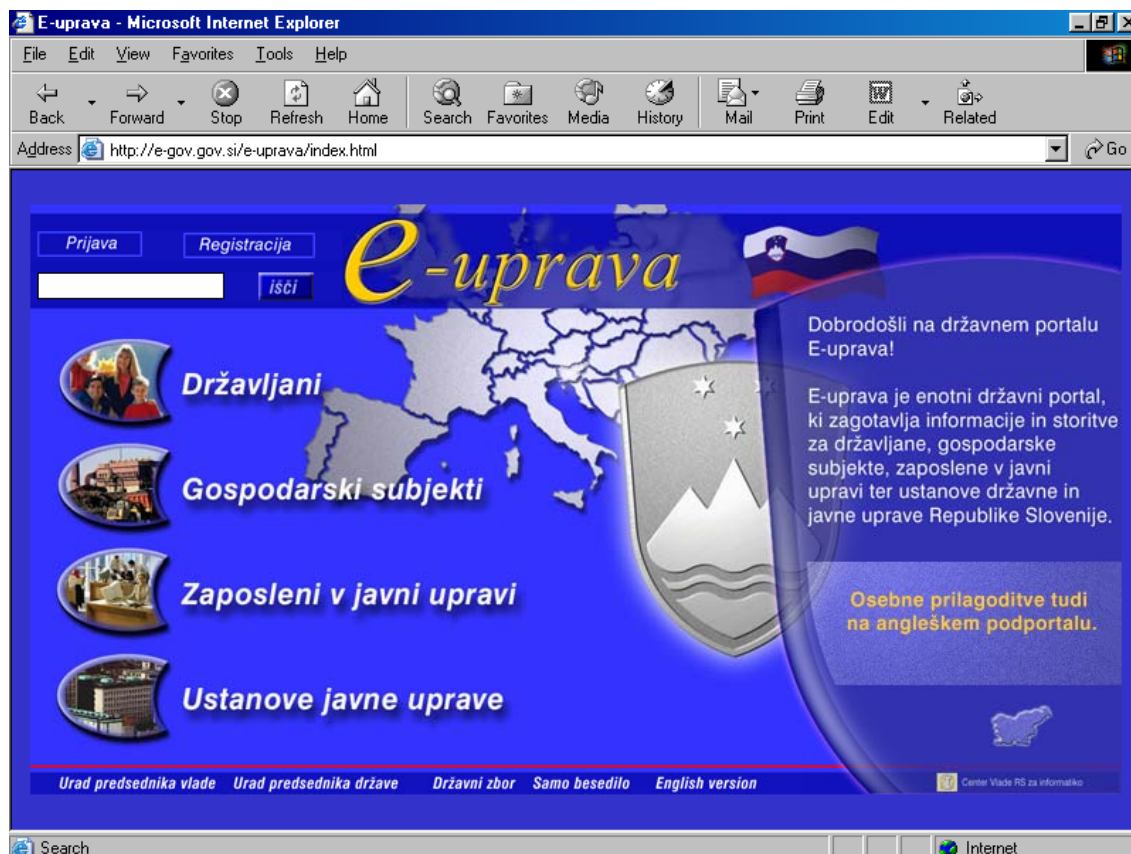 E-uprava - Microsoft Internet Explorer
File Edit View Favorites Tools Help
Back Forward Stop Refresh Home Search Favorites Media History Mail Print Edit Related
Address http://e-gov.gov.si/e-uprava/index.html Go
Prijava Registracija
išči
e-uprava
Dobrodošli na državnem portalu
E-uprava!
E-uprava je enotni državni portal,
ki zagotavlja informacije in storitve
za državljane, gospodarske
subjekte, zaposlene v javni
upravi ter ustanove državne in
javne uprave Republike Slovenije.
Državljani
Gospodarski subjekti
Zaposleni v javni upravi
Ustanove javne uprave
Osebne prilagoditve tudi
na angleškem podportalu.
Urad predsednika vlade Urad predsednika države Državni zbor Samo besedilo English version
Center Vlade RS za informatiko
Search Internet